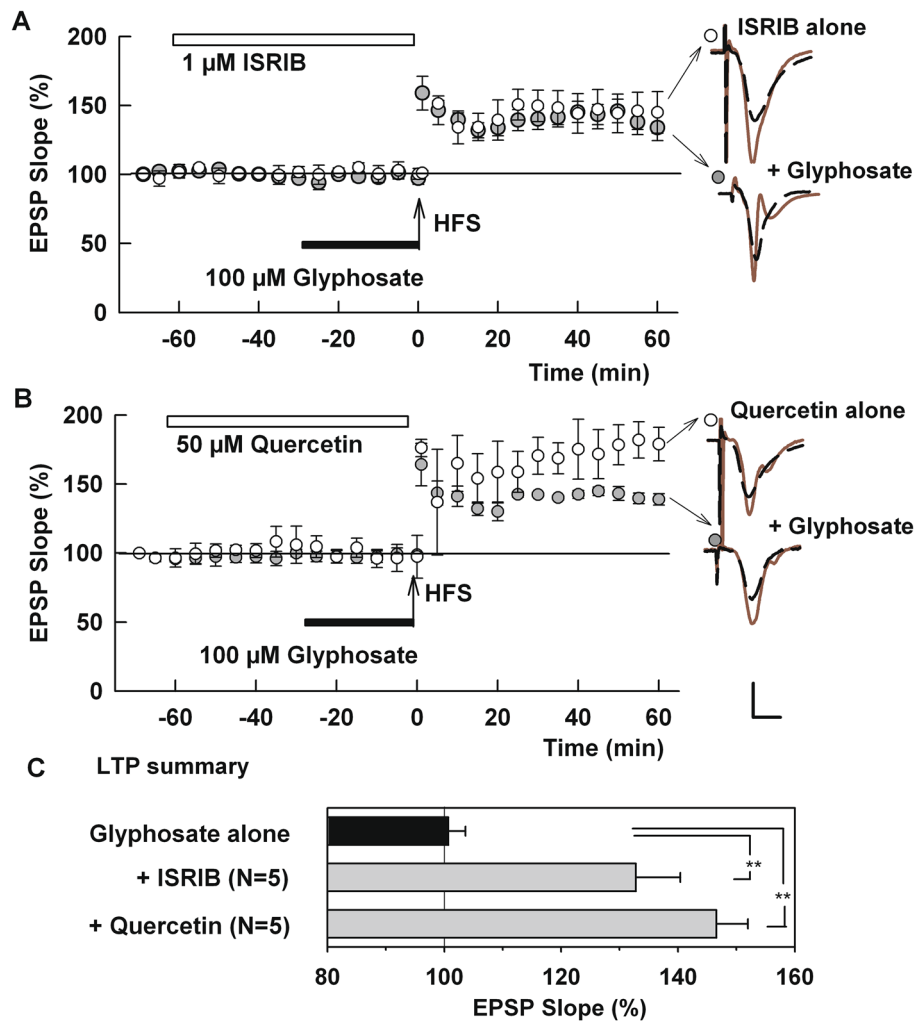 A
ISRIB alone
200
1 µM ISRIB
150
EPSP Slope (%)
100
+ Glyphosate
HFS
50
100 µM Glyphosate
0
-60 -40 -20 0 20 40 60
Time (min)
B
Quercetin alone
200
50 µM Quercetin
150
EPSP Slope (%)
+ Glyphosate
100
HFS
50
100 µM Glyphosate
0
-60 -40 -20 0 20 40 60
Time (min)
C LTP summary
Glyphosate alone
**
+ ISRIB (N=5)
**
+ Quercetin (N=5)
80 100 120 140 160
EPSP Slope (%)